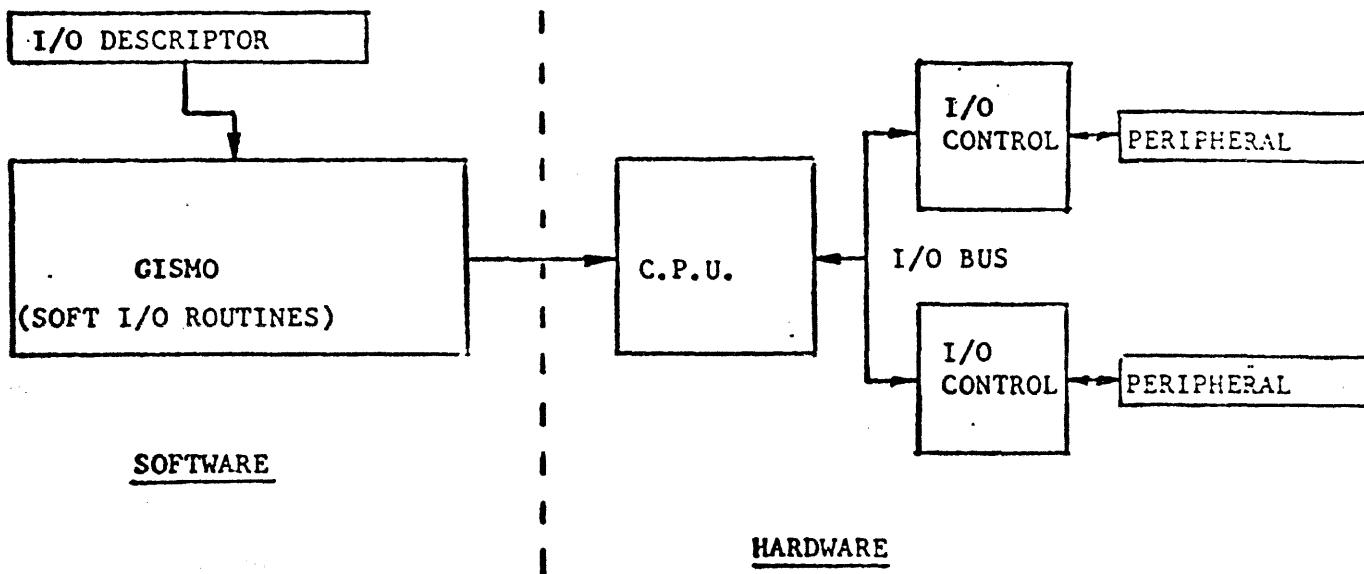 I/O DESCRIPTOR
GISMO
(SOFT I/O ROUTINES)
SOFTWARE
C.P.U.
I/O BUS
I/O
CONTROL
PERIPHERAL
I/O
CONTROL
PERIPHERAL
HARDWARE